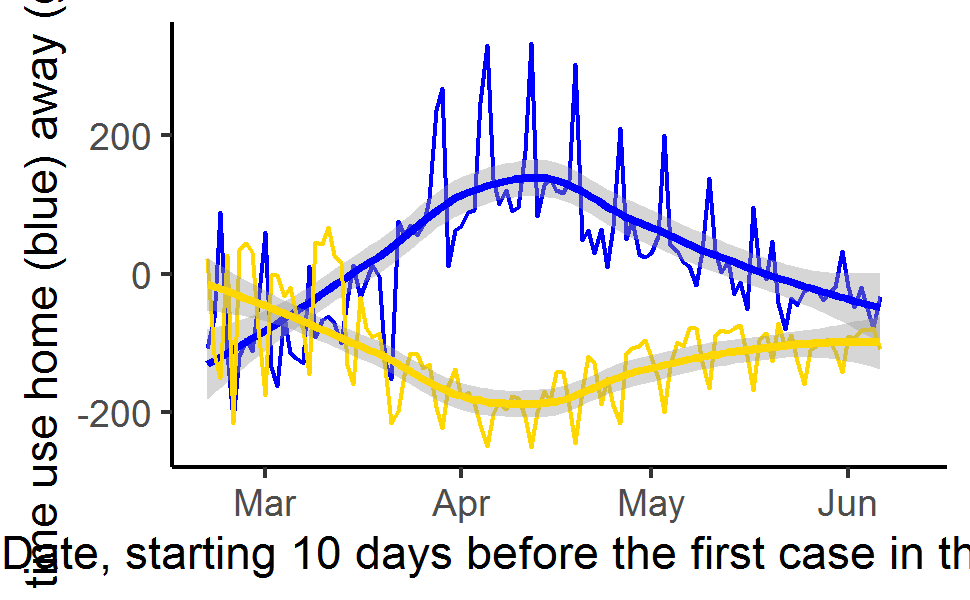 time use home (blue) away (
200
0
-200
Mar Apr May Jun
Date, starting 10 days before the first case in th